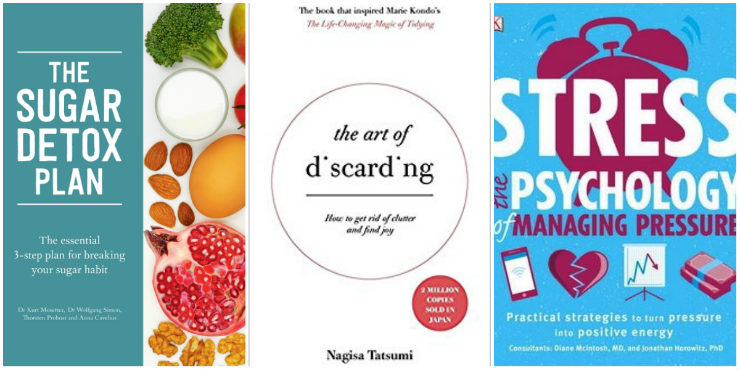 THE
SUGAR
DETOX
PLAN
The essential
3-step plan for breaking
your sugar habit
Dr Kurt Mosetter, Dr Wolfgang Simon,
Thorsten Probost and Anna Cavelius
The book that inspired Marie Kondo's
The Life-Changing Magic of Tidying
the art of
d scard ng
How to get rid of clutter
and find joy
2 MILLION
COPIES
SOLD IN
JAPAN
Nagisa Tatsumi
K
STRESS
the
PSYCHOLOGY
of MANAGING PRESSURE
Practical strategies to turn pressure
into positive energy
Consultants: Diane McIntosh, MD, and Jonathan Horowitz, PhD